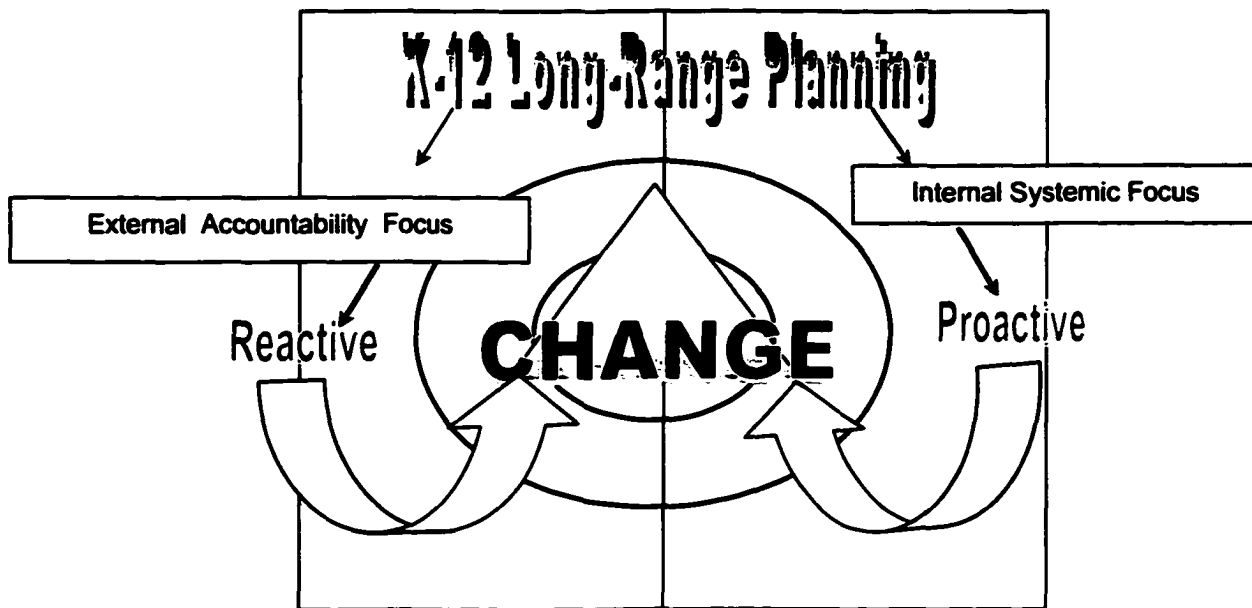 K-12 Long-Range Planning
External Accountability Focus
Internal Systemic Focus
Reactive
Proactive
CHANGE